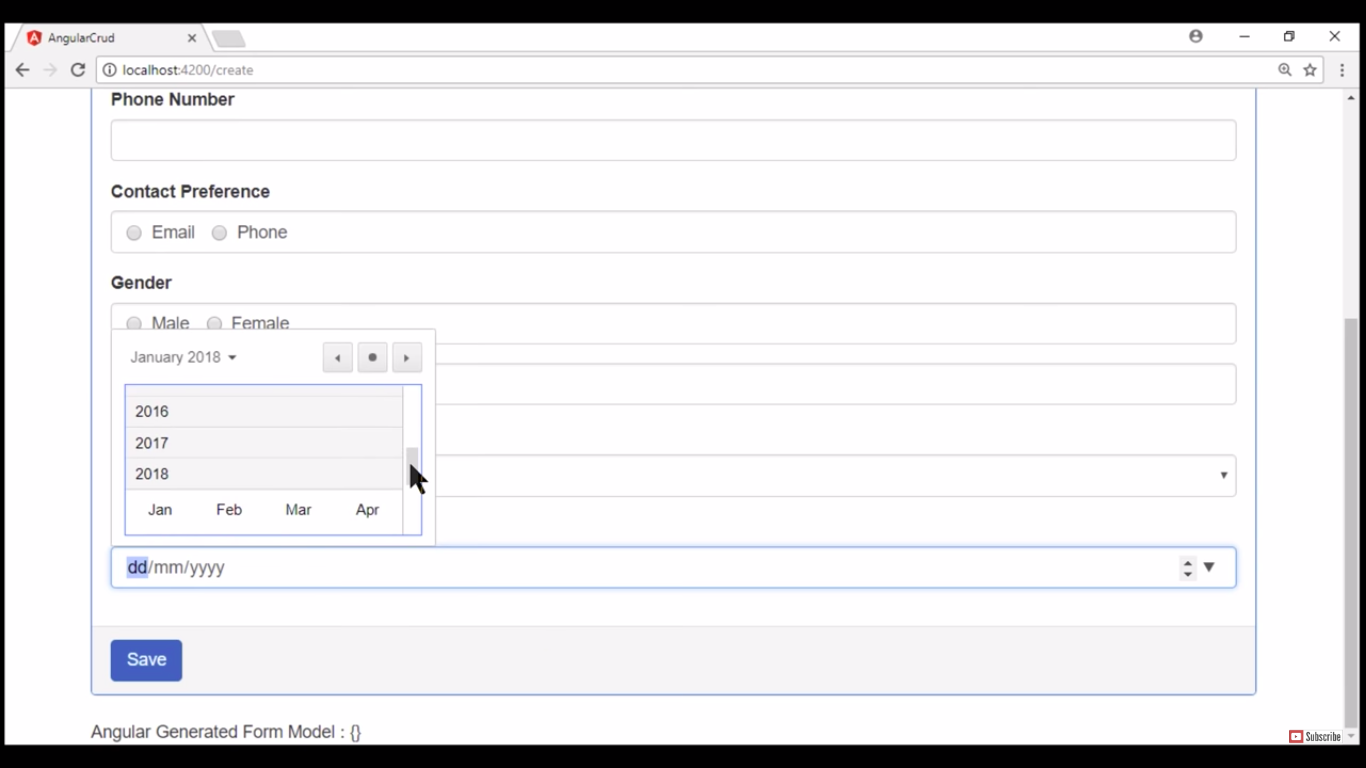 AngularCrud
localhost:4200/create
Phone Number
Contact Preference
Email Phone
Gender
Male Female
January 2018
2016
2017
2018
Jan Feb Mar Apr
dd/mm/yyyy
Save
Angular Generated Form Model : {}
Subscribe